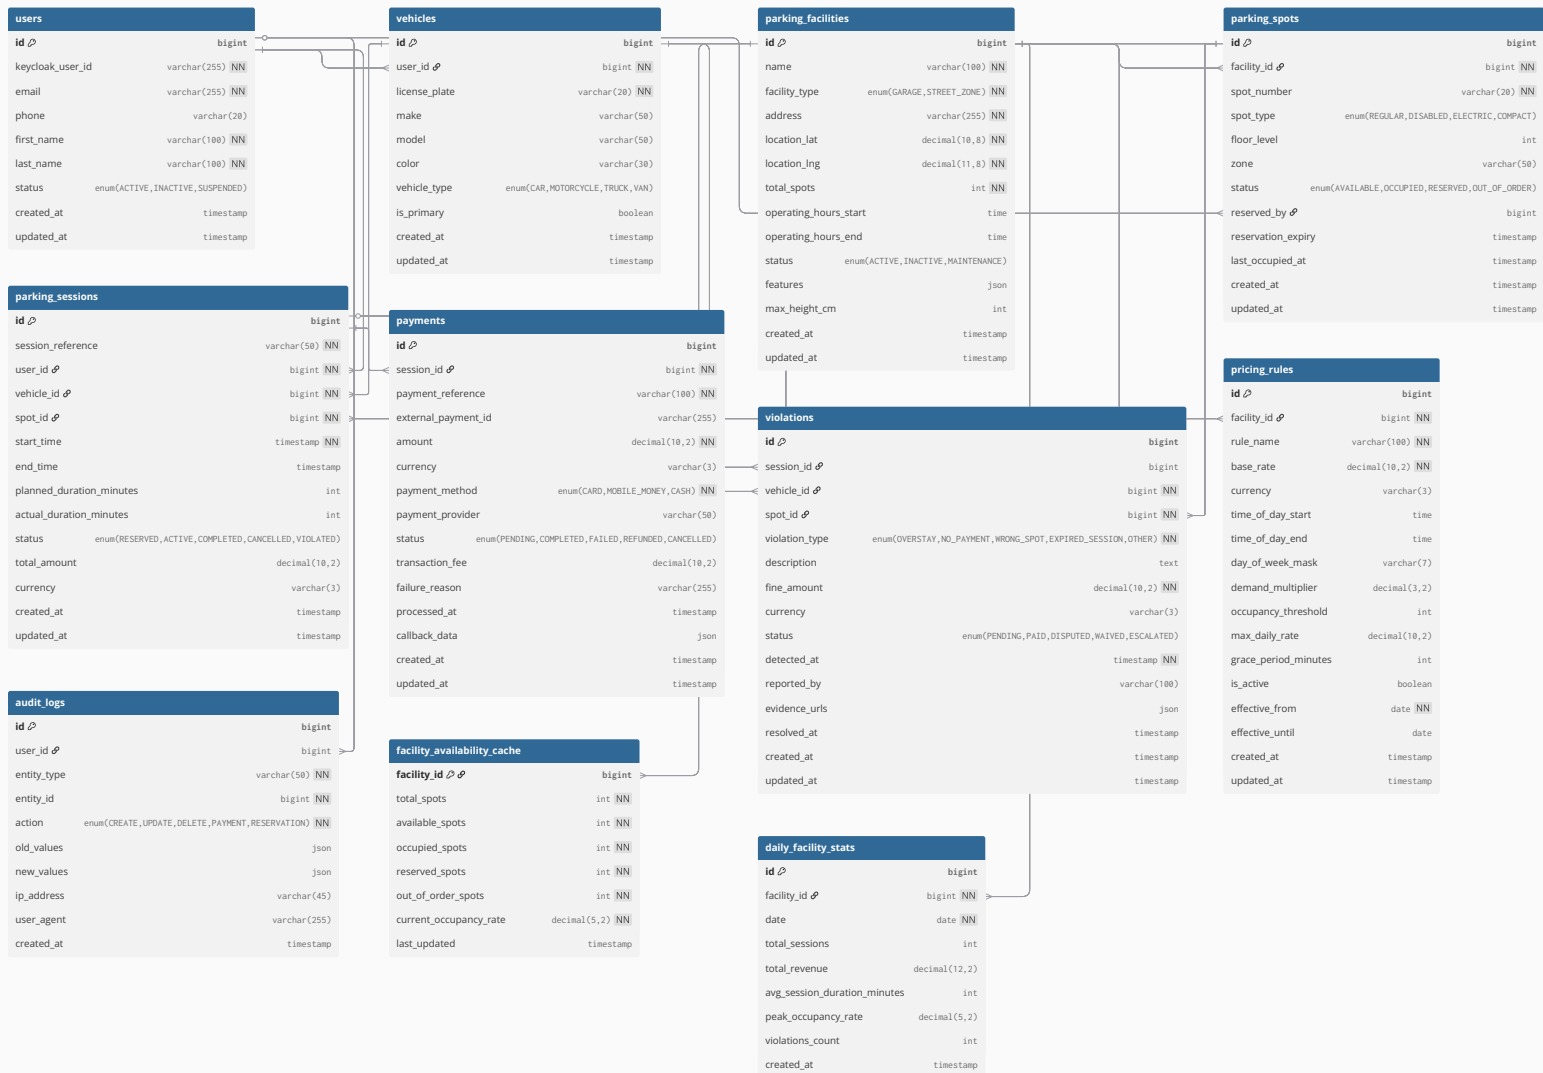 users
id bigint
keycloak_user_id varchar(255) NN
email varchar(255) NN
phone varchar(20)
first_name varchar(100) NN
last_name varchar(100) NN
status enum(ACTIVE,INACTIVE,SUSPENDED)
created_at timestamp
updated_at timestamp
vehicles
id bigint
user_id bigint NN
license_plate varchar(20) NN
make varchar(50)
model varchar(50)
color varchar(30)
vehicle_type enum(CAR,MOTORCYCLE,TRUCK,VAN)
is_primary boolean
created_at timestamp
updated_at timestamp
parking_facilities
id bigint
name varchar(100) NN
facility_type enum(GARAGE,STREET_ZONE) NN
address varchar(255) NN
location_lat decimal(10,8) NN
location_lng decimal(11,8) NN
total_spots int NN
operating_hours_start time
operating_hours_end time
status enum(ACTIVE,INACTIVE,MAINTENANCE)
features json
max_height_cm int
created_at timestamp
updated_at timestamp
parking_spots
id bigint
facility_id bigint NN
spot_number varchar(20) NN
spot_type enum(REGULAR,DISABLED,ELECTRIC,COMPACT)
floor_level int
zone varchar(50)
status enum(AVAILABLE,OCCUPIED,RESERVED,OUT_OF_ORDER)
reserved_by bigint
reservation_expiry timestamp
last_occupied_at timestamp
created_at timestamp
updated_at timestamp
parking_sessions
id bigint
session_reference varchar(50) NN
user_id bigint NN
vehicle_id bigint NN
spot_id bigint NN
start_time timestamp NN
end_time timestamp
planned_duration_minutes int
actual_duration_minutes int
status enum(RESERVED,ACTIVE,COMPLETED,CANCELLED,VIOLATED)
total_amount decimal(10,2)
currency varchar(3)
created_at timestamp
updated_at timestamp
payments
id bigint
session_id bigint NN
payment_reference varchar(100) NN
external_payment_id varchar(255)
amount decimal(10,2) NN
currency varchar(3)
payment_method enum(CARD,MOBILE_MONEY,CASH) NN
payment_provider varchar(50)
status enum(PENDING,COMPLETED,FAILED,REFUNDED,CANCELLED)
transaction_fee decimal(10,2)
failure_reason varchar(255)
processed_at timestamp
callback_data json
created_at timestamp
updated_at timestamp
violations
id bigint
session_id bigint
vehicle_id bigint NN
spot_id bigint NN
violation_type enum(OVERSTAY,NO_PAYMENT,WRONG_SPOT,EXPIRED_SESSION,OTHER) NN
description text
fine_amount decimal(10,2) NN
currency varchar(3)
status enum(PENDING,PAID,DISPUTED,WAIVED,ESCALATED)
detected_at timestamp NN
reported_by varchar(100)
evidence_urls json
resolved_at timestamp
created_at timestamp
updated_at timestamp
pricing_rules
id bigint
facility_id bigint NN
rule_name varchar(100) NN
base_rate decimal(10,2) NN
currency varchar(3)
time_of_day_start time
time_of_day_end time
day_of_week_mask varchar(7)
demand_multiplier decimal(3,2)
occupancy_threshold int
max_daily_rate decimal(10,2)
grace_period_minutes int
is_active boolean
effective_from date NN
effective_until date
created_at timestamp
updated_at timestamp
audit_logs
id bigint
user_id bigint
entity_type varchar(50) NN
entity_id bigint NN
action enum(CREATE,UPDATE,DELETE,PAYMENT,RESERVATION) NN
old_values json
new_values json
ip_address varchar(45)
user_agent varchar(255)
created_at timestamp
facility_availability_cache
facility_id bigint
total_spots int NN
available_spots int NN
occupied_spots int NN
reserved_spots int NN
out_of_order_spots int NN
current_occupancy_rate decimal(5,2) NN
last_updated timestamp
daily_facility_stats
id bigint
facility_id bigint NN
date date NN
total_sessions int
total_revenue decimal(12,2)
avg_session_duration_minutes int
peak_occupancy_rate decimal(5,2)
violations_count int
created_at timestamp